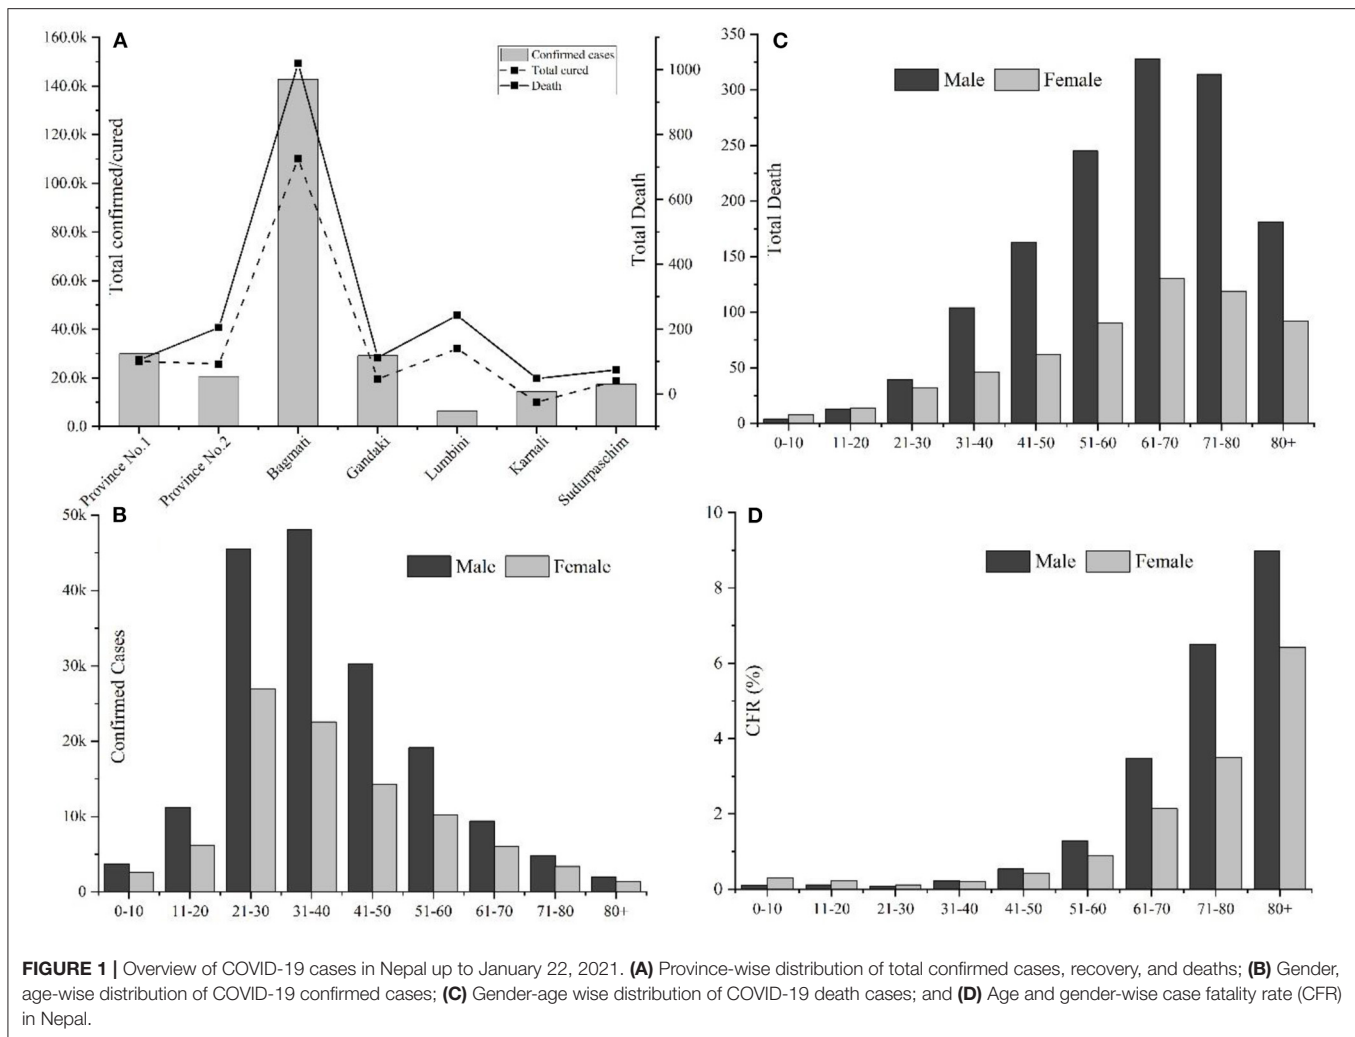 A
160.0k
140.0k
120.0k
100.0k
80.0k
60.0k
40.0k
20.0k
0.0
Total confirmed/cured
Confirmed cases
Total cured
Death
1000
800
600
400
200
0
Total Death
Province No.1
Province No.2
Bagmati
Gandaki
Lumbini
Karnali
Sudurpaschim
C
350
300
250
200
150
100
50
0
Total Death
Male Female
0-10 11-20 21-30 31-40 41-50 51-60 61-70 71-80 80+
B
50k
40k
30k
20k
10k
0
Confirmed Cases
Male Female
0-10 11-20 21-30 31-40 41-50 51-60 61-70 71-80 80+
D
10
8
6
4
2
0
CFR (%)
Male Female
0-10 11-20 21-30 31-40 41-50 51-60 61-70 71-80 80+
FIGURE 1 | Overview of COVID-19 cases in Nepal up to January 22, 2021. (A) Province-wise distribution of total confirmed cases, recovery, and deaths; (B) Gender,
age-wise distribution of COVID-19 confirmed cases; (C) Gender-age wise distribution of COVID-19 death cases; and (D) Age and gender-wise case fatality rate (CFR)
in Nepal.